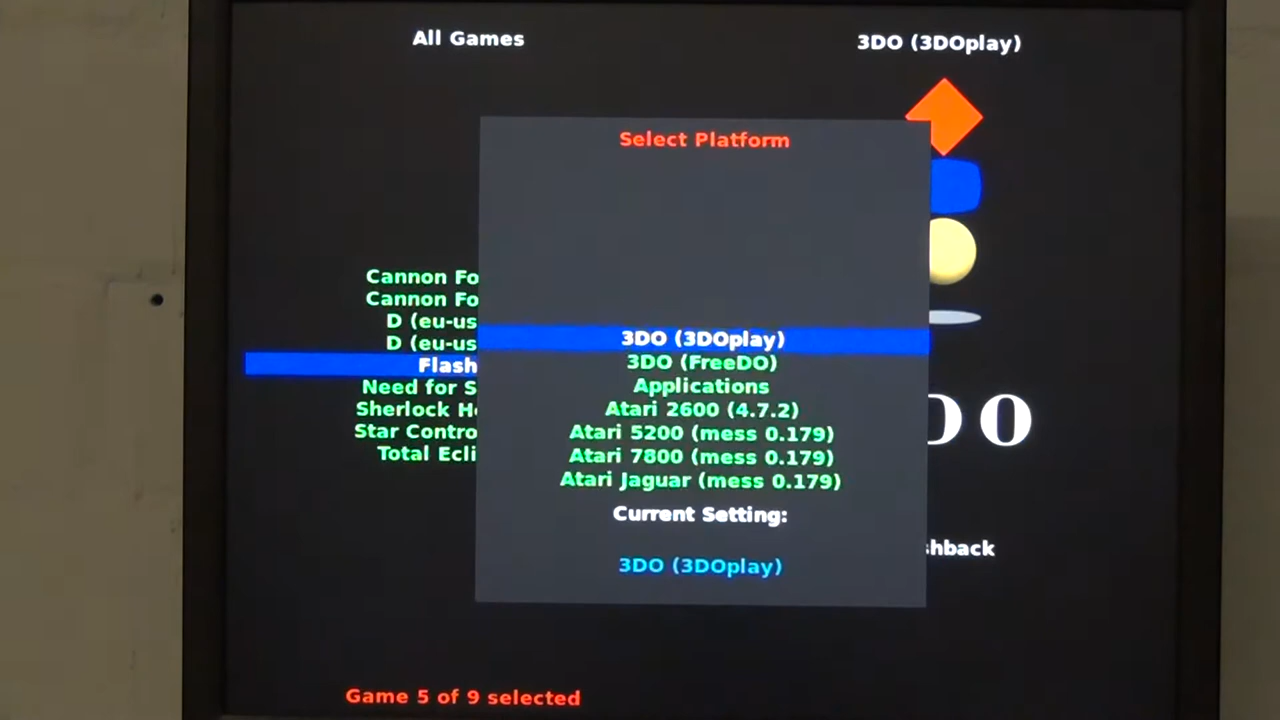 All Games
3DO (3DOplay)
Select Platform
Cannon Fo
Cannon Fo
D (eu-us
D (eu-us
Flash
Need for S
Sherlock H
Star Contro
Total Ecli
3DO (3DOplay)
3DO (FreeDO)
Applications
Atari 2600 (4.7.2)
Atari 5200 (mess 0.179)
Atari 7800 (mess 0.179)
Atari Jaguar (mess 0.179)
Current Setting:
3DO (3DOplay)
DO
shback
Game 5 of 9 selected